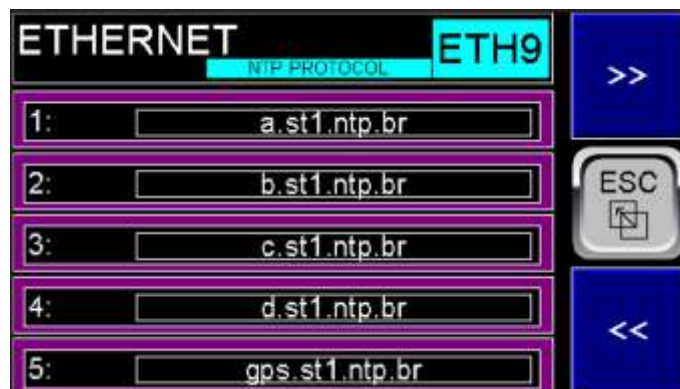 ETHERNET
NTP PROTOCOL
ETH9
>>
1: a.st1.ntp.br
2: b.st1.ntp.br
ESC
3: c.st1.ntp.br
4: d.st1.ntp.br
<<
5: gps.st1.ntp.br